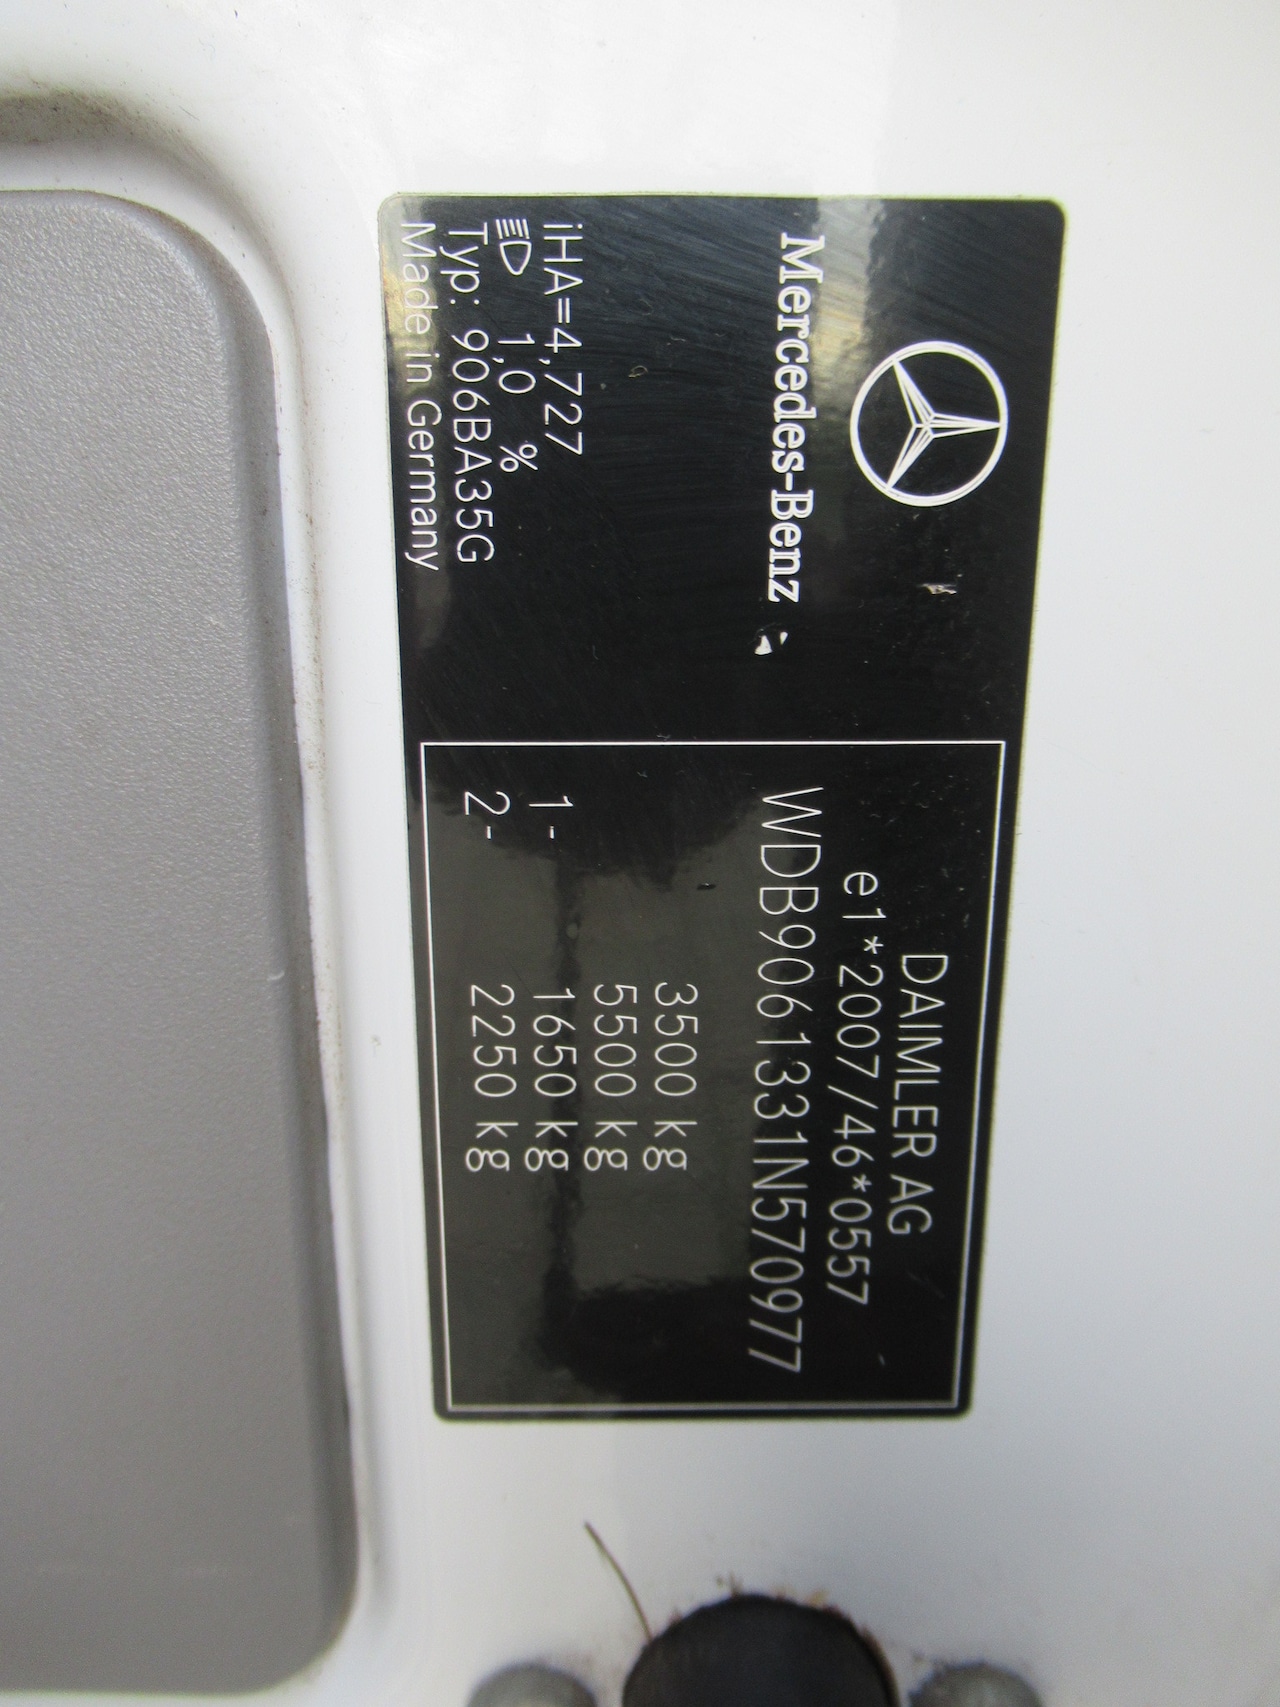 Mercedes-Benz
iHA=4,727
1,0 %
Typ: 906BA35G
Made in Germany
DAIMLER AG
e1*2007/46*0557
WDB9061331N570977
3500 kg
5500 kg
1- 1650 kg
2- 2250 kg